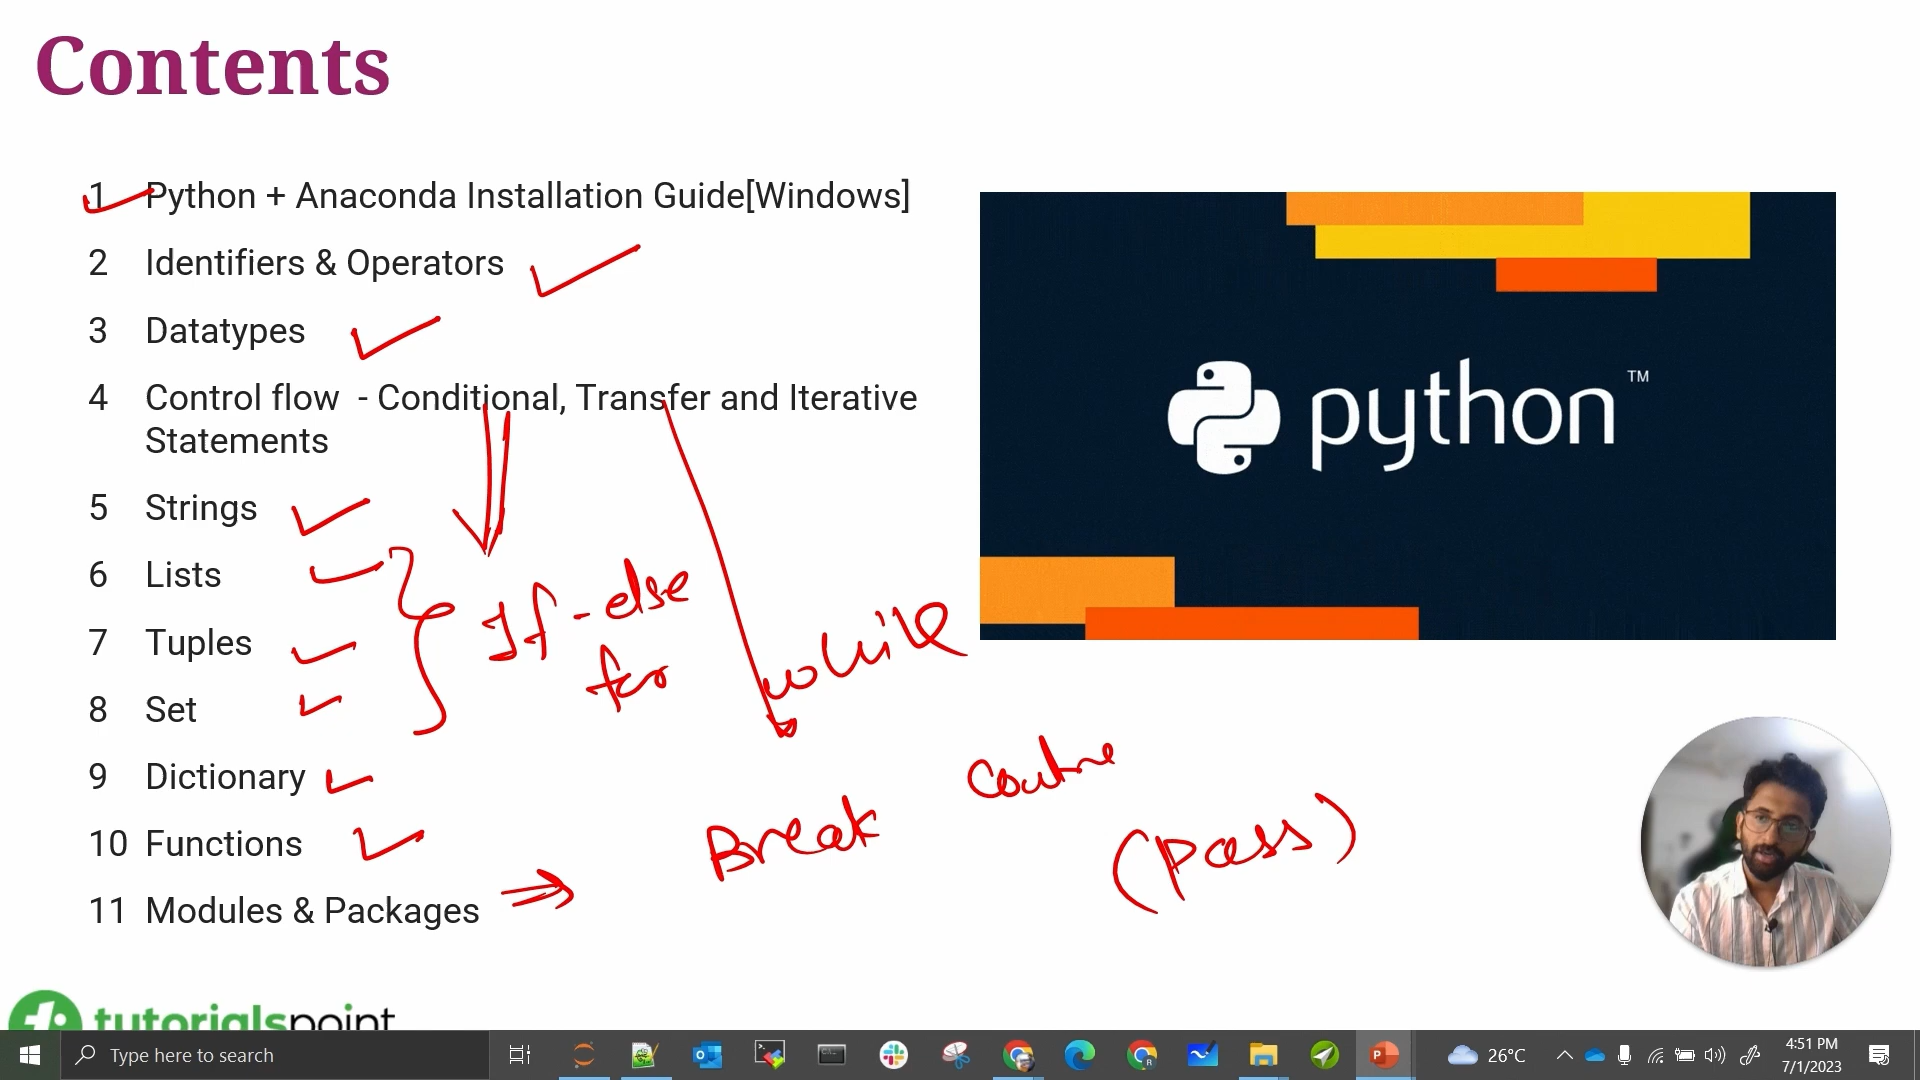 Contents
1 Python + Anaconda Installation Guide[Windows]
2 Identifiers & Operators
3 Datatypes
4 Control flow - Conditional, Transfer and Iterative
Statements
5 Strings
6 Lists
7 Tuples
8 Set
9 Dictionary
10 Functions
11 Modules & Packages
python™
If-else
for
while
Break
(Pass)
tutorialspoint
Type here to search
26°C
4:51 PM
7/1/2023